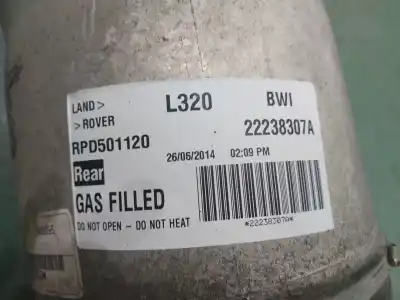 LAND> L320 BWI
>ROVER 22238307A
RPD501120 26/06/2014 02:09 PM
Rear
GAS FILLED
DO NOT OPEN - DO NOT HEAT *22238307A*